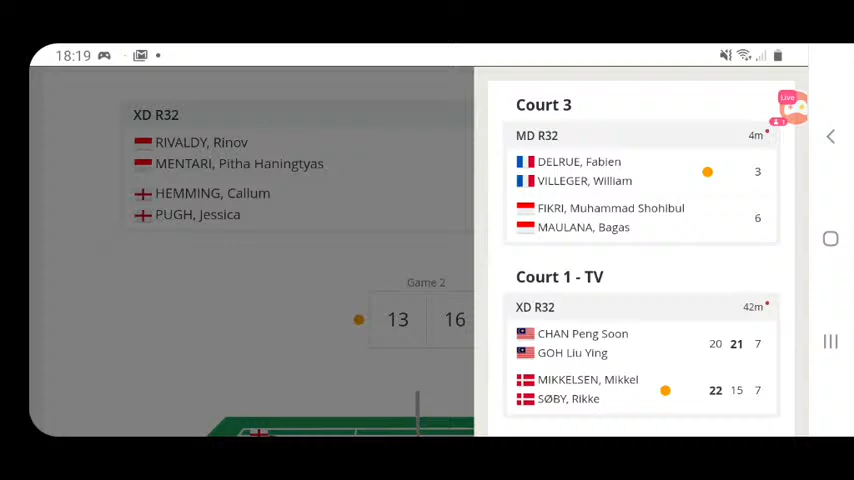 18:19
XD R32
RIVALDY, Rinov
MENTARI, Pitha Haningtyas
HEMMING, Callum
PUGH, Jessica
Game 2
13 16
Court 3
MD R32 4m
DELRUE, Fabien
VILLEGER, William
3
FIKRI, Muhammad Shohibul
MAULANA, Bagas
6
Court 1 - TV
XD R32 42m
CHAN Peng Soon
GOH Liu Ying
20 21 7
MIKKELSEN, Mikkel
SØBY, Rikke
22 15 7
Live
1